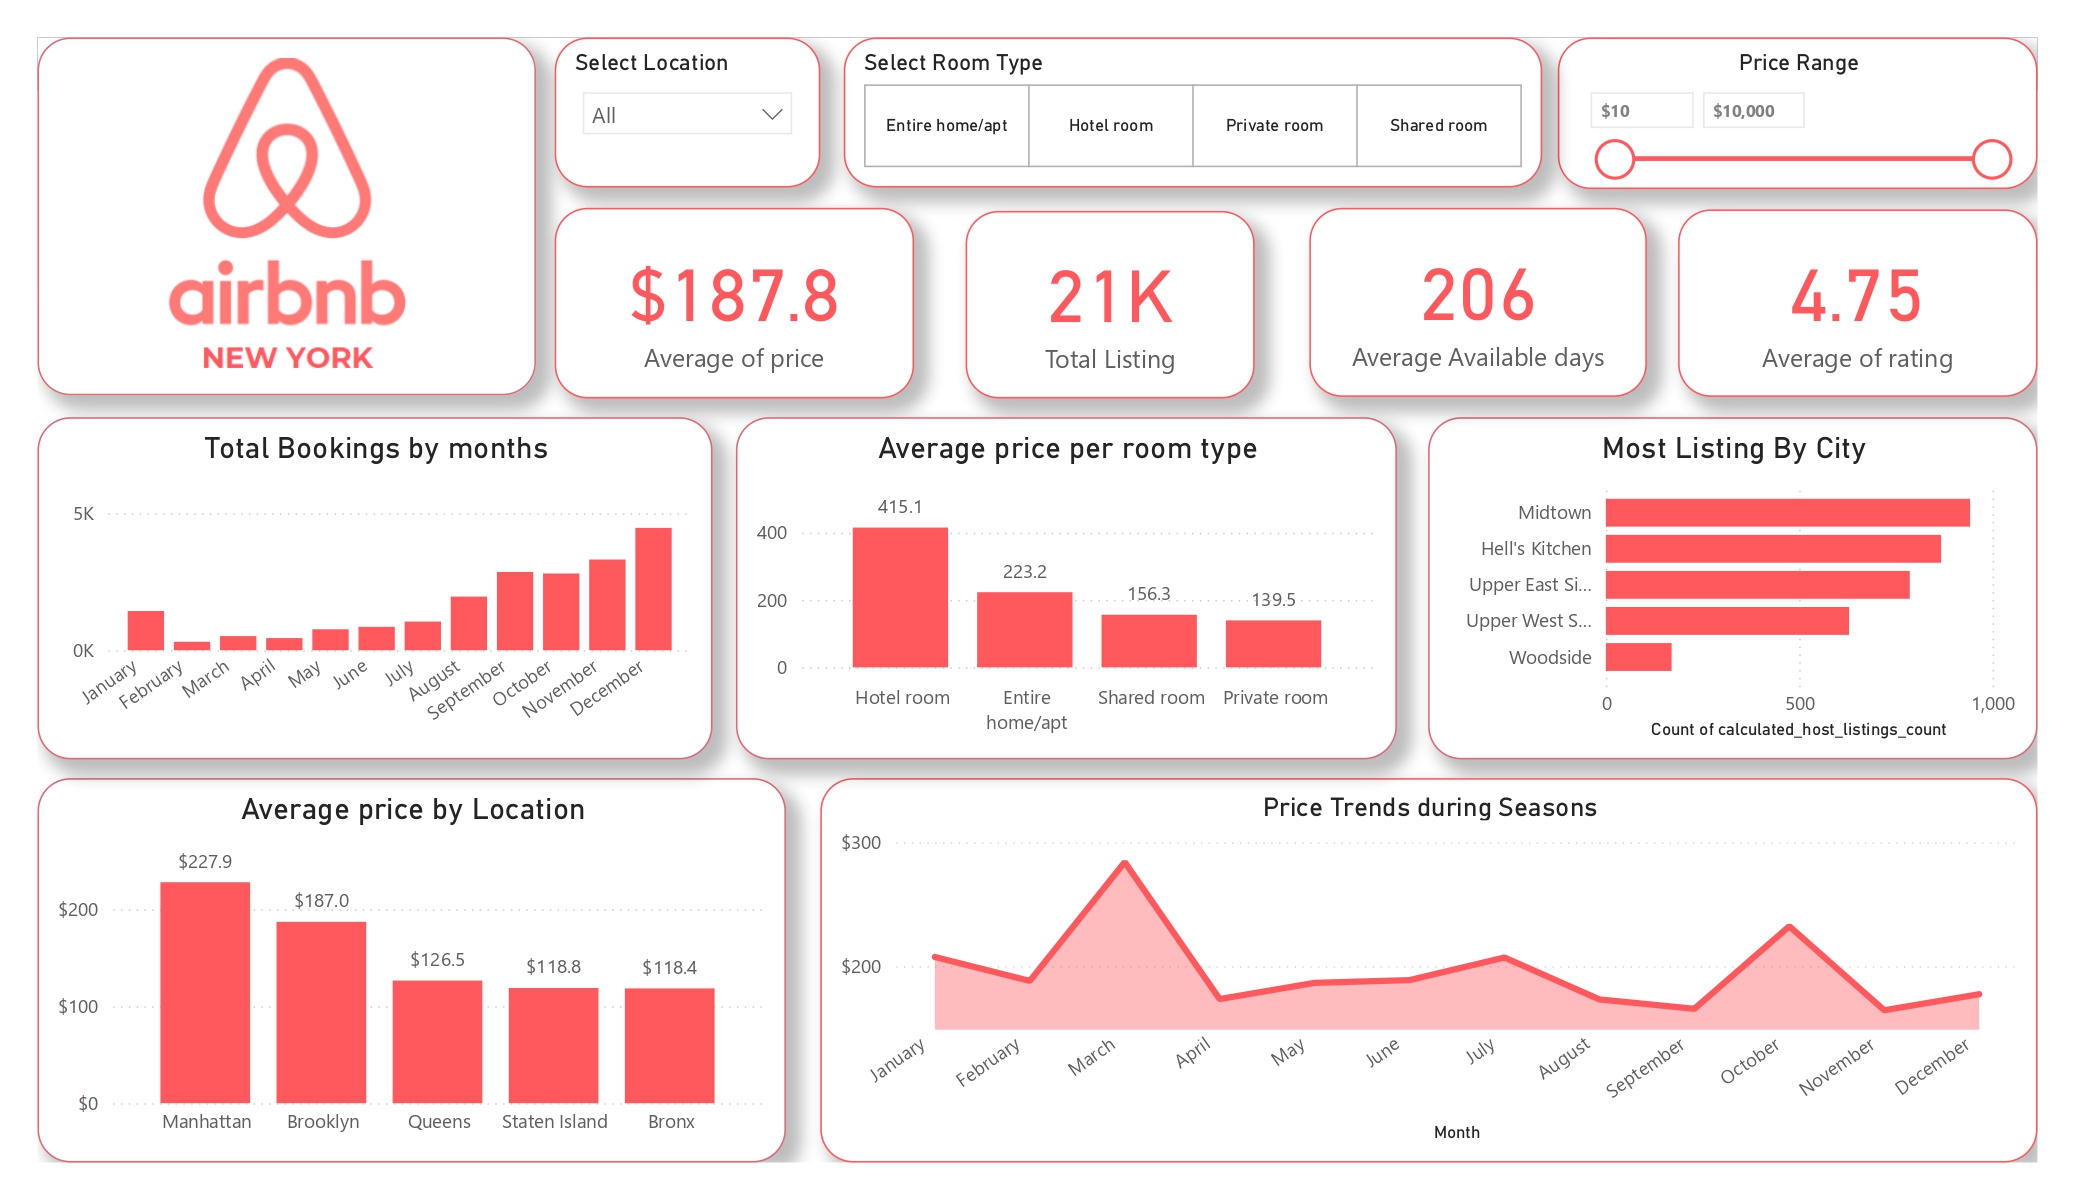 airbnb
NEW YORK
Select Location
All
Select Room Type
Entire home/apt
Hotel room
Private room
Shared room
Price Range
$10
$10,000
$187.8
Average of price
21K
Total Listing
206
Average Available days
4.75
Average of rating
Total Bookings by months
5K
0K
January
February
March
April
May
June
July
August
September
October
November
December
Average price per room type
400
200
0
415.1
223.2
156.3
139.5
Hotel room
Entire
home/apt
Shared room
Private room
Most Listing By City
Midtown
Hell's Kitchen
Upper East Si...
Upper West S...
Woodside
0
500
1,000
Count of calculated_host_listings_count
Average price by Location
$200
$100
$0
$227.9
$187.0
$126.5
$118.8
$118.4
Manhattan
Brooklyn
Queens
Staten Island
Bronx
Price Trends during Seasons
$300
$200
January
February
March
April
May
June
July
August
September
October
November
December
Month